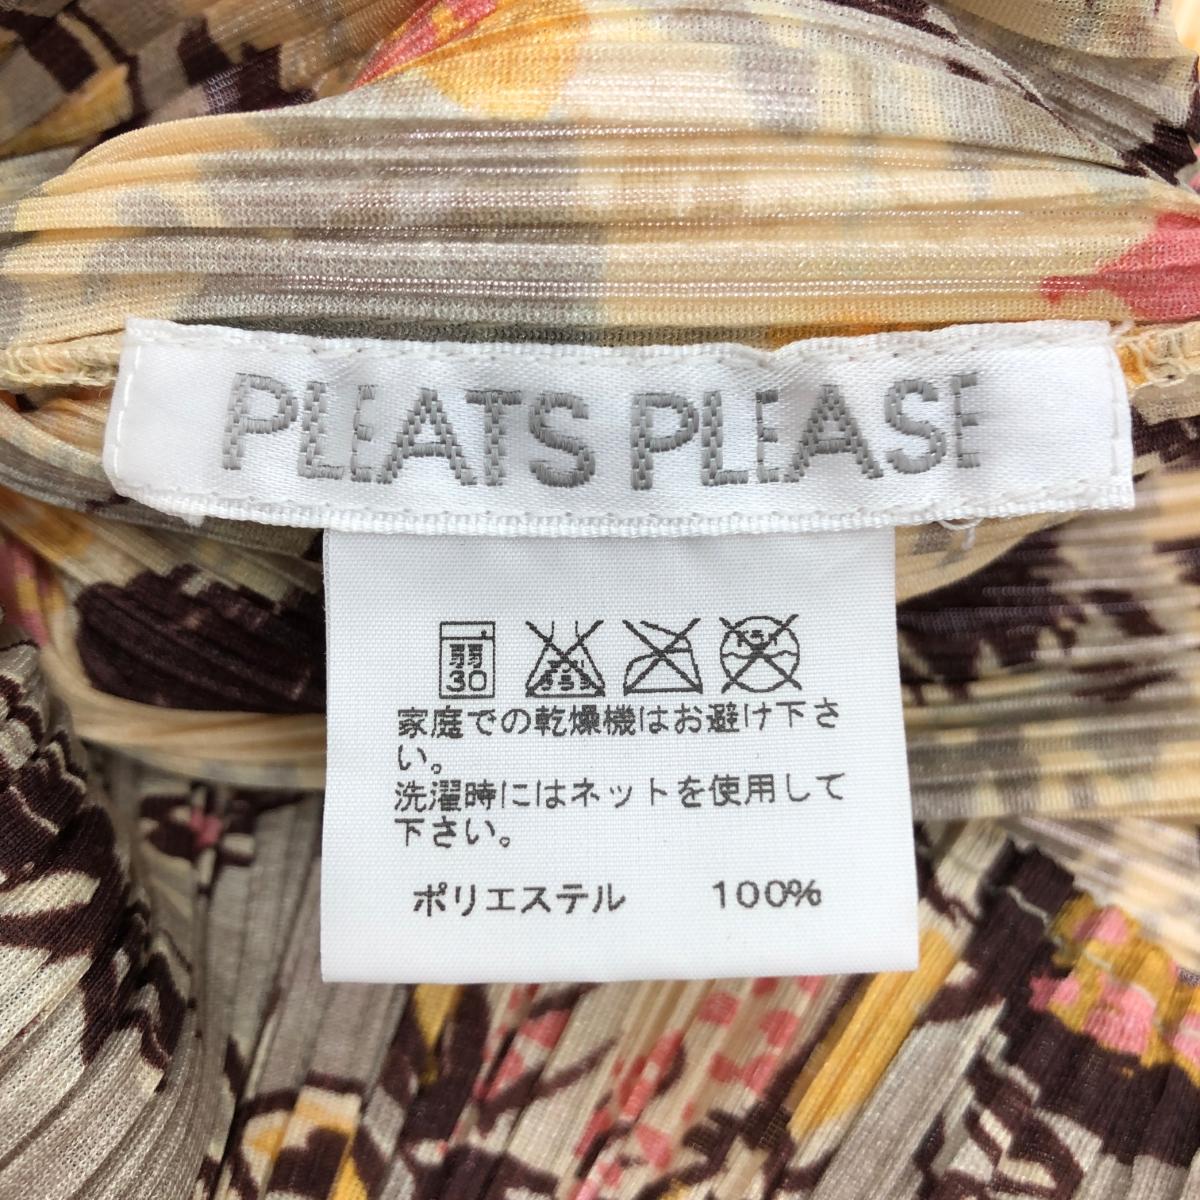 PLEATS PLEASE
弱
30
家庭での乾燥機はお避け下さ
い。
洗濯時にはネットを使用して
下さい。
ポリエステル 100%